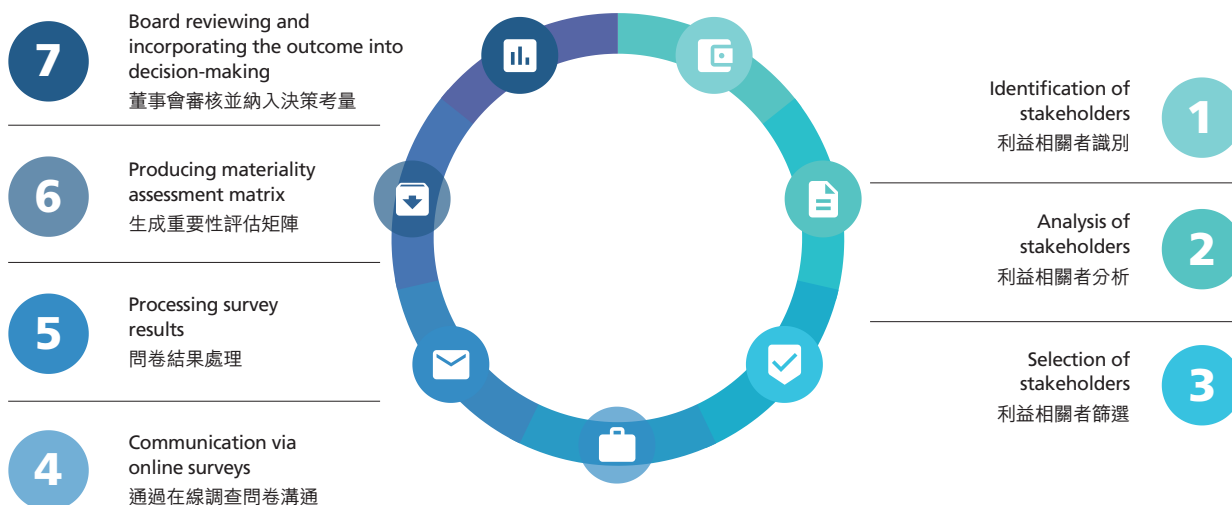 1
Identification of
stakeholders
利益相關者識別
2
Analysis of
stakeholders
利益相關者分析
3
Selection of
stakeholders
利益相關者篩選
4
Communication via
online surveys
通過在線調查問卷溝通
5
Processing survey
results
問卷結果處理
6
Producing materiality
assessment matrix
生成重要性評估矩陣
7
Board reviewing and
incorporating the outcome into
decision-making
董事會審核並納入決策考量